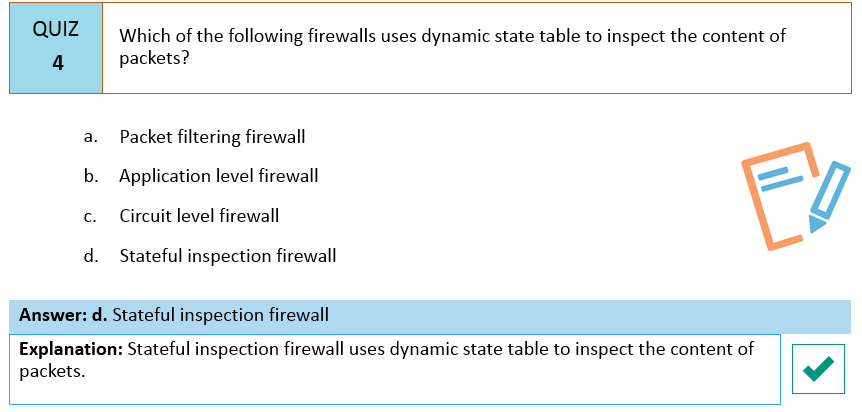 QUIZ
4
Which of the following firewalls uses dynamic state table to inspect the content of
packets?
a. Packet filtering firewall
b. Application level firewall
c. Circuit level firewall
d. Stateful inspection firewall
Answer: d. Stateful inspection firewall
Explanation: Stateful inspection firewall uses dynamic state table to inspect the content of
packets.